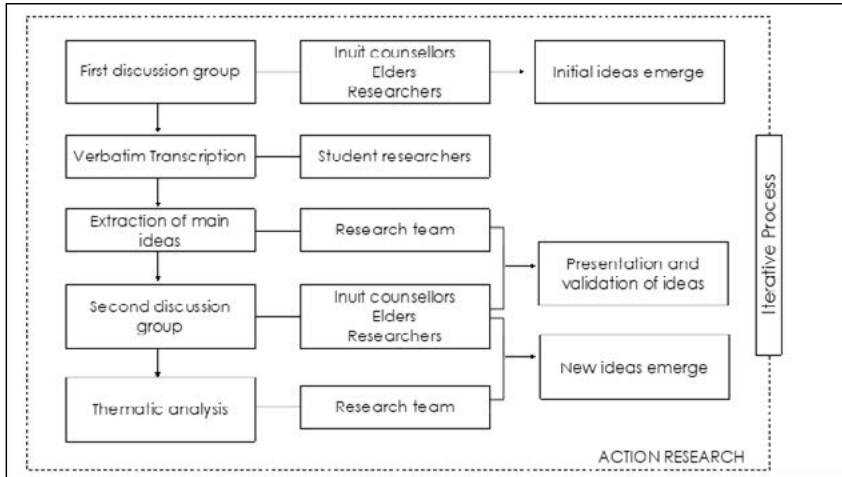 First discussion group
Inuit counsellors
Elders
Researchers
Initial ideas emerge
Verbatim Transcription
Student researchers
Extraction of main
ideas
Research team
Presentation and
validation of ideas
Second discussion
group
Inuit counsellors
Elders
Researchers
New ideas emerge
Thematic analysis
Research team
Iterative Process
ACTION RESEARCH